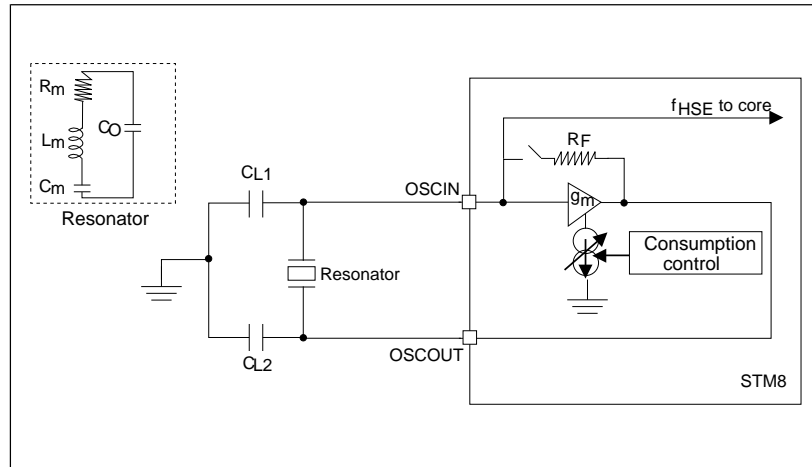 Rm
Lm
Cm
CO
Resonator
CL1
Resonator
CL2
OSCIN
OSCOUT
fHSE to core
RF
gm
Consumption
control
STM8